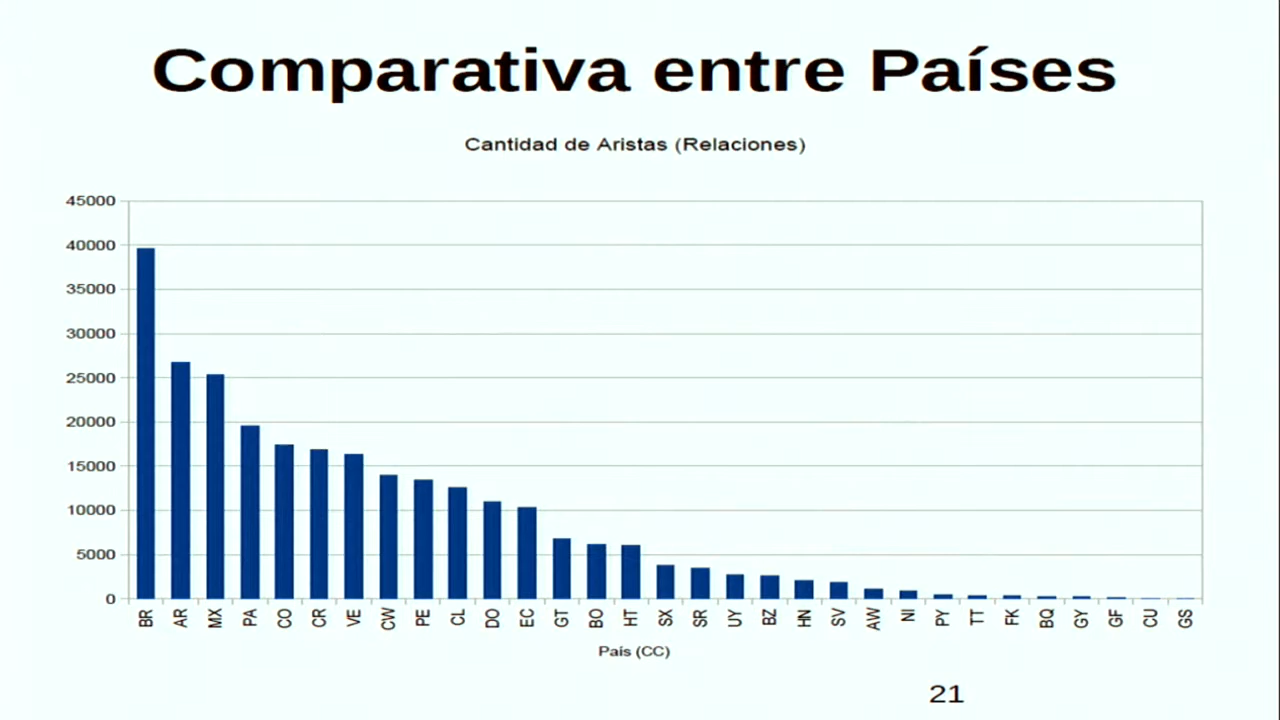 Comparativa entre Países
Cantidad de Aristas (Relaciones)
45000
40000
35000
30000
25000
20000
15000
10000
5000
0
BR AR MX PA CO CR VE CW PE CL DO EC GT BO HT SX SR UY BZ HN SV AW NI PY TT FK BQ GY GF CU GS
País (CC)
21